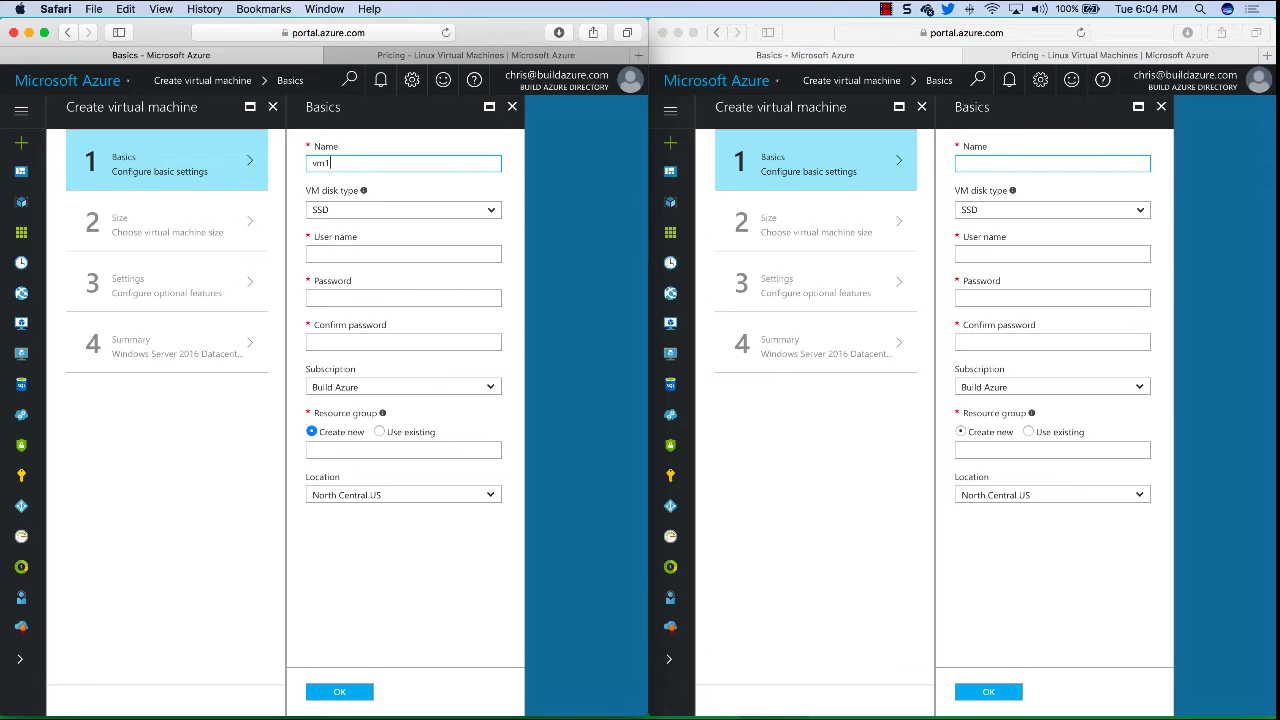 Safari File Edit View History Bookmarks Window Help 100% Tue 6:04 PM
portal.azure.com
Basics - Microsoft Azure Pricing - Linux Virtual Machines | Microsoft Azure
Microsoft Azure Create virtual machine > Basics chris@buildazure.com
BUILD AZURE DIRECTORY
Create virtual machine
1 Basics
Configure basic settings
2 Size
Choose virtual machine size
3 Settings
Configure optional features
4 Summary
Windows Server 2016 Datacent...
Basics
* Name
vm1
VM disk type
SSD
* User name
* Password
* Confirm password
Subscription
Build Azure
* Resource group
Create new Use existing
Location
North Central US
OK
portal.azure.com
Basics - Microsoft Azure Pricing - Linux Virtual Machines | Microsoft Azure
Microsoft Azure Create virtual machine > Basics chris@buildazure.com
BUILD AZURE DIRECTORY
Create virtual machine
1 Basics
Configure basic settings
2 Size
Choose virtual machine size
3 Settings
Configure optional features
4 Summary
Windows Server 2016 Datacent...
Basics
* Name
VM disk type
SSD
* User name
* Password
* Confirm password
Subscription
Build Azure
* Resource group
Create new Use existing
Location
North Central US
OK